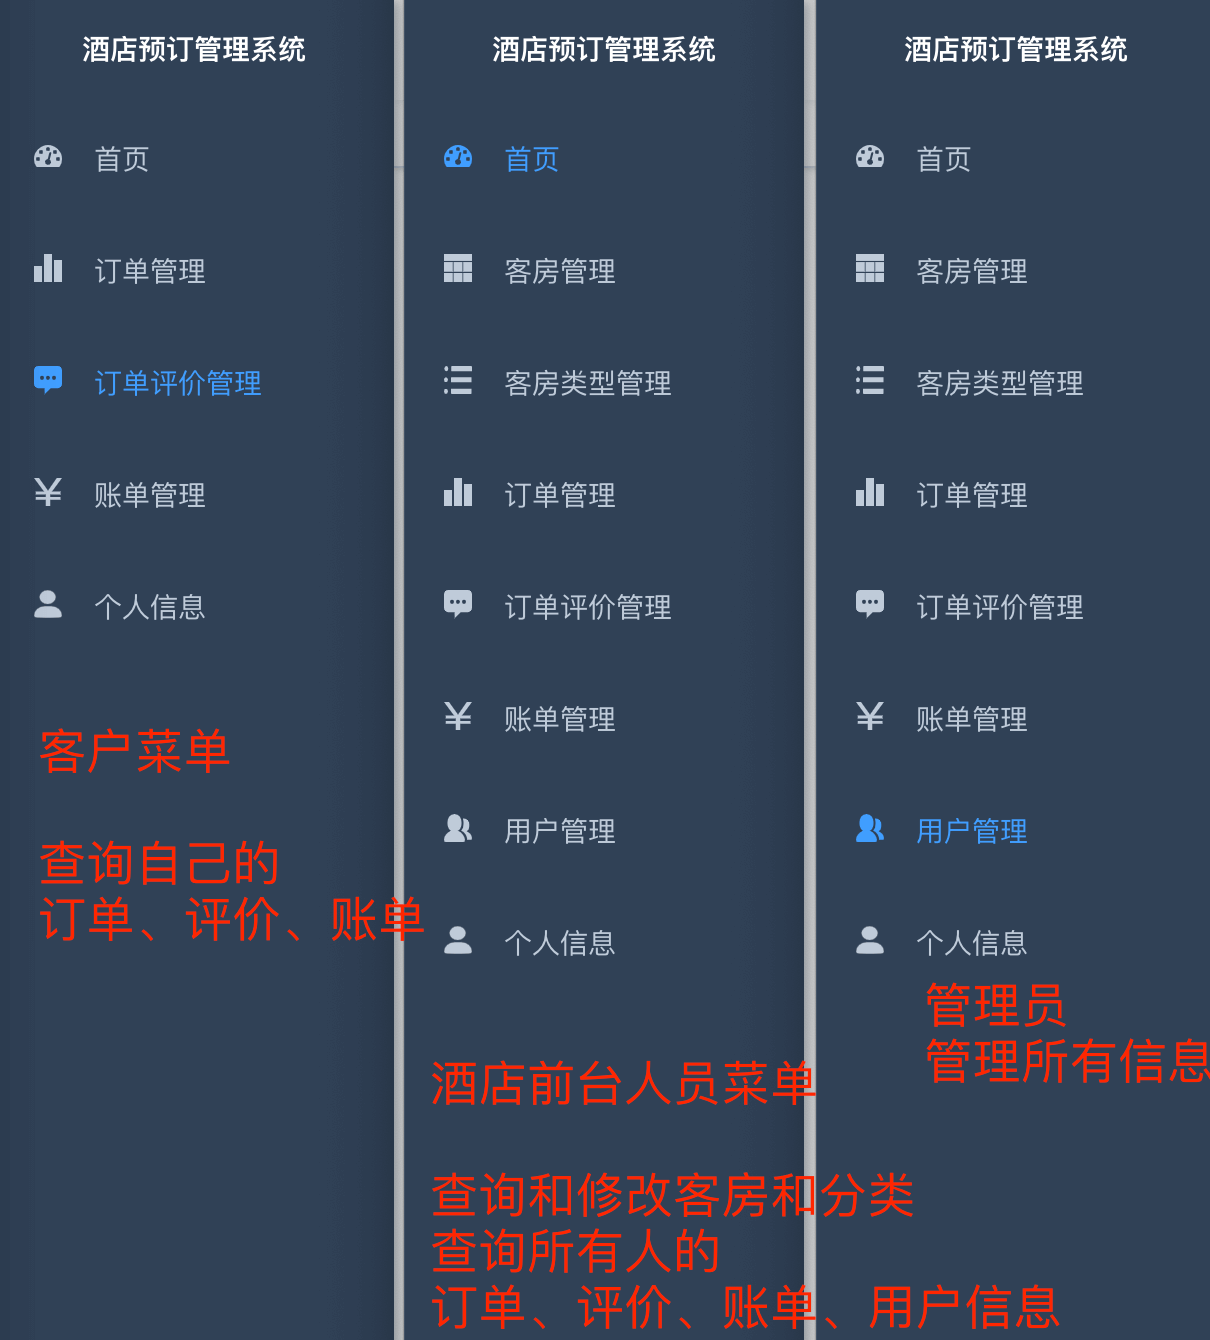 酒店预订管理系统
首页
订单管理
订单评价管理
账单管理
个人信息
客户菜单
查询自己的
订单、评价、账单
酒店预订管理系统
首页
客房管理
客房类型管理
订单管理
订单评价管理
账单管理
用户管理
个人信息
酒店前台人员菜单
查询和修改客房和分类
查询所有人的
订单、评价、账单、用户信息
酒店预订管理系统
首页
客房管理
客房类型管理
订单管理
订单评价管理
账单管理
用户管理
个人信息
管理员
管理所有信息